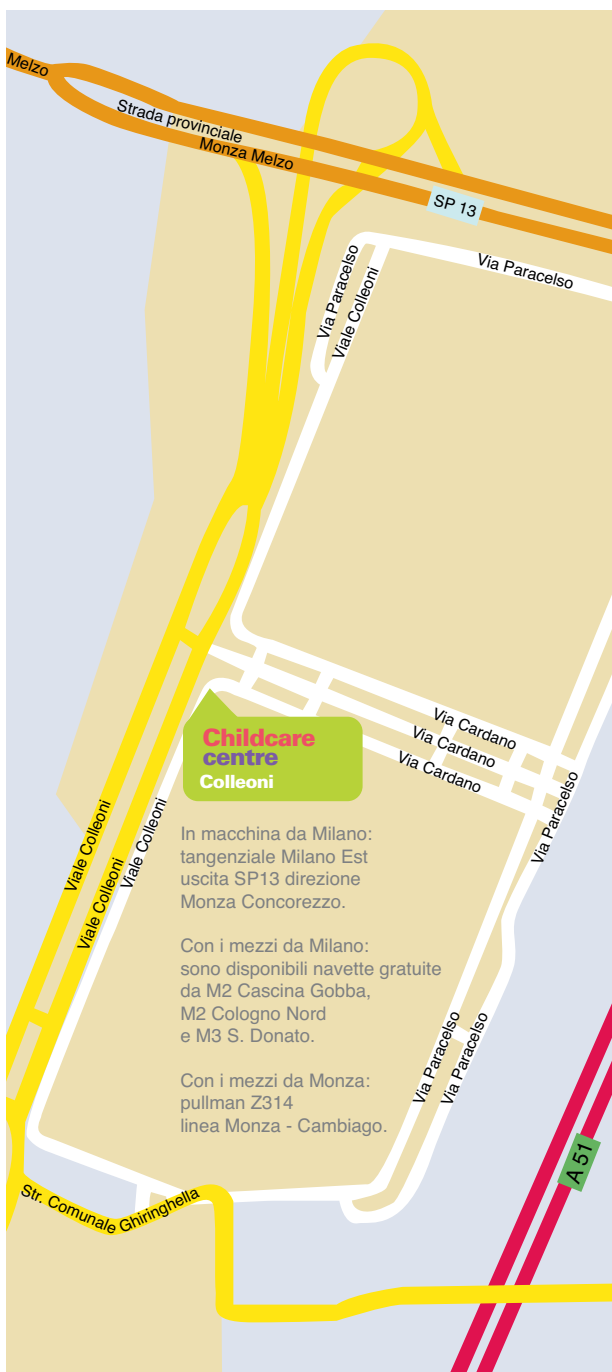 Melzo
Strada provinciale
Monza Melzo
SP 13
Via Paracelso
Via Paracelso
Viale Colleoni
Via Cardano
Via Cardano
Via Cardano
Childcare
centre
Colleoni
Viale Colleoni
Viale Colleoni
Viale Colleoni
Via Paracelso
In macchina da Milano:
tangenziale Milano Est
uscita SP13 direzione
Monza Concorezzo.
Con i mezzi da Milano:
sono disponibili navette gratuite
da M2 Cascina Gobba,
M2 Cologno Nord
e M3 S. Donato.
Con i mezzi da Monza:
pullman Z314
linea Monza - Cambiago.
Via Paracelso
Via Paracelso
A 51
Str. Comunale Ghiringhella